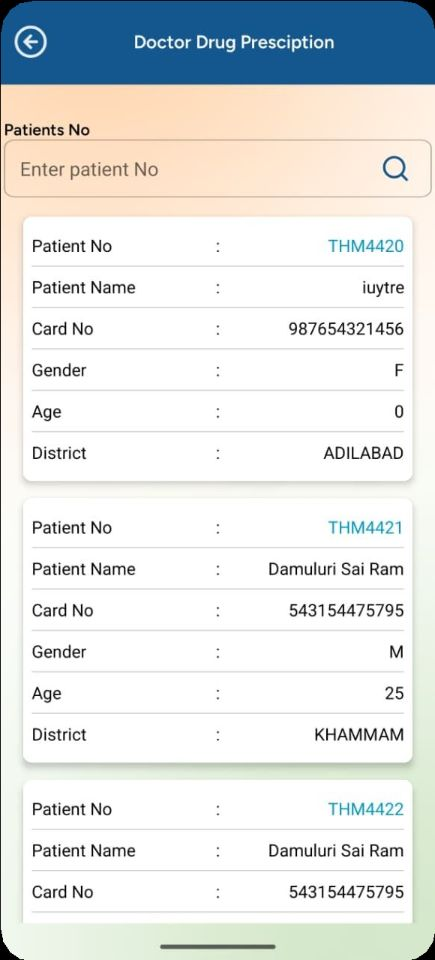 Doctor Drug Presciption
Patients No
Enter patient No
Patient No : THM4420
Patient Name : iuytre
Card No : 987654321456
Gender : F
Age : 0
District : ADILABAD
Patient No : THM4421
Patient Name : Damuluri Sai Ram
Card No : 543154475795
Gender : M
Age : 25
District : KHAMMAM
Patient No : THM4422
Patient Name : Damuluri Sai Ram
Card No : 543154475795